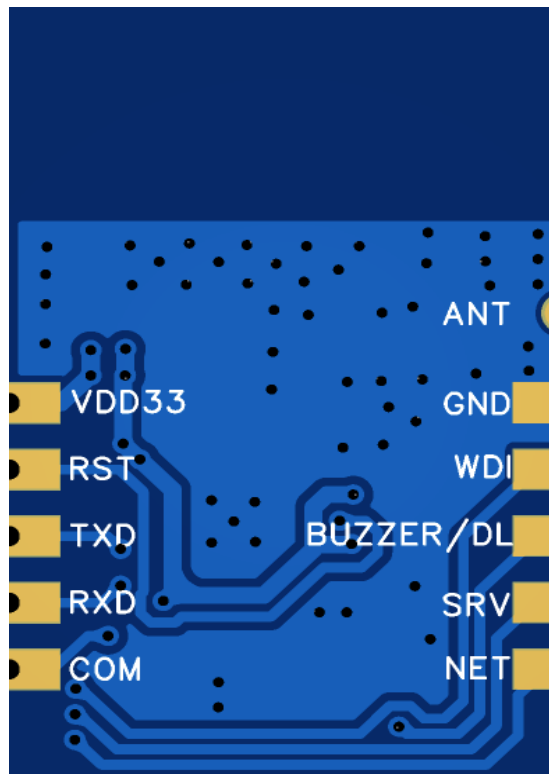 ANT
VDD33 GND
RST WDI
TXD BUZZER/DL
RXD SRV
COM NET